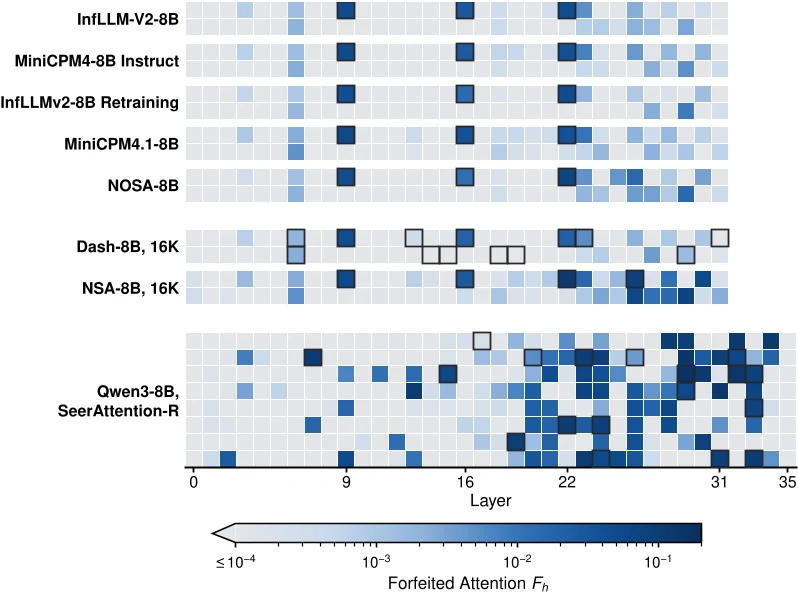 InfLLM-V2-8B
MiniCPM4-8B Instruct
InfLLMv2-8B Retraining
MiniCPM4.1-8B
NOSA-8B
Dash-8B, 16K
NSA-8B, 16K
Qwen3-8B,
SeerAttention-R
0 9 16 22 31 35
Layer
≤10⁻⁴ 10⁻³ 10⁻² 10⁻¹
Forfeited Attention Fₕ